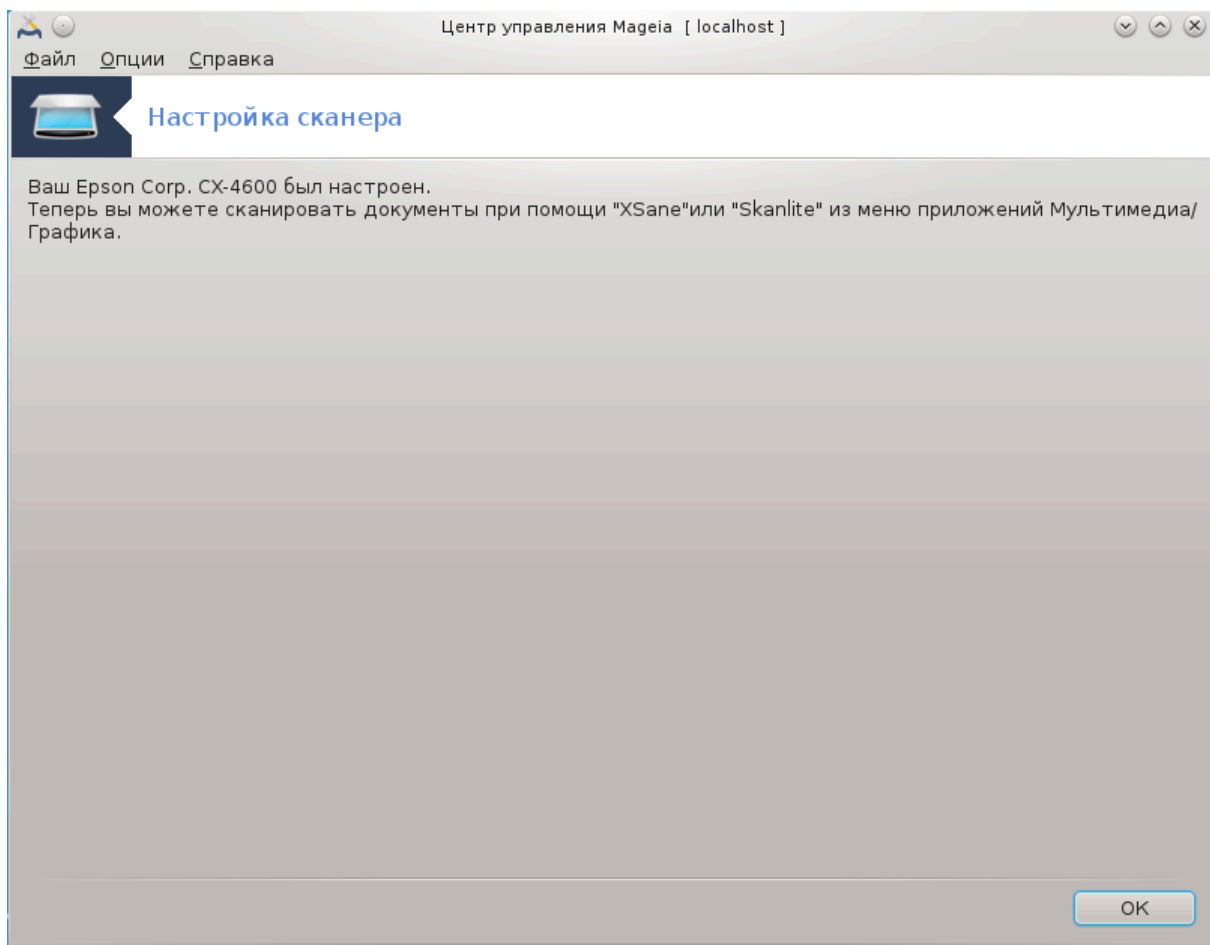 Центр управления Mageia [ localhost ]
Файл Опции Справка
Настройка сканера
Ваш Epson Corp. CX-4600 был настроен.
Теперь вы можете сканировать документы при помощи "XSane"или "Skanlite" из меню приложений Мультимедиа/
Графика.
OK